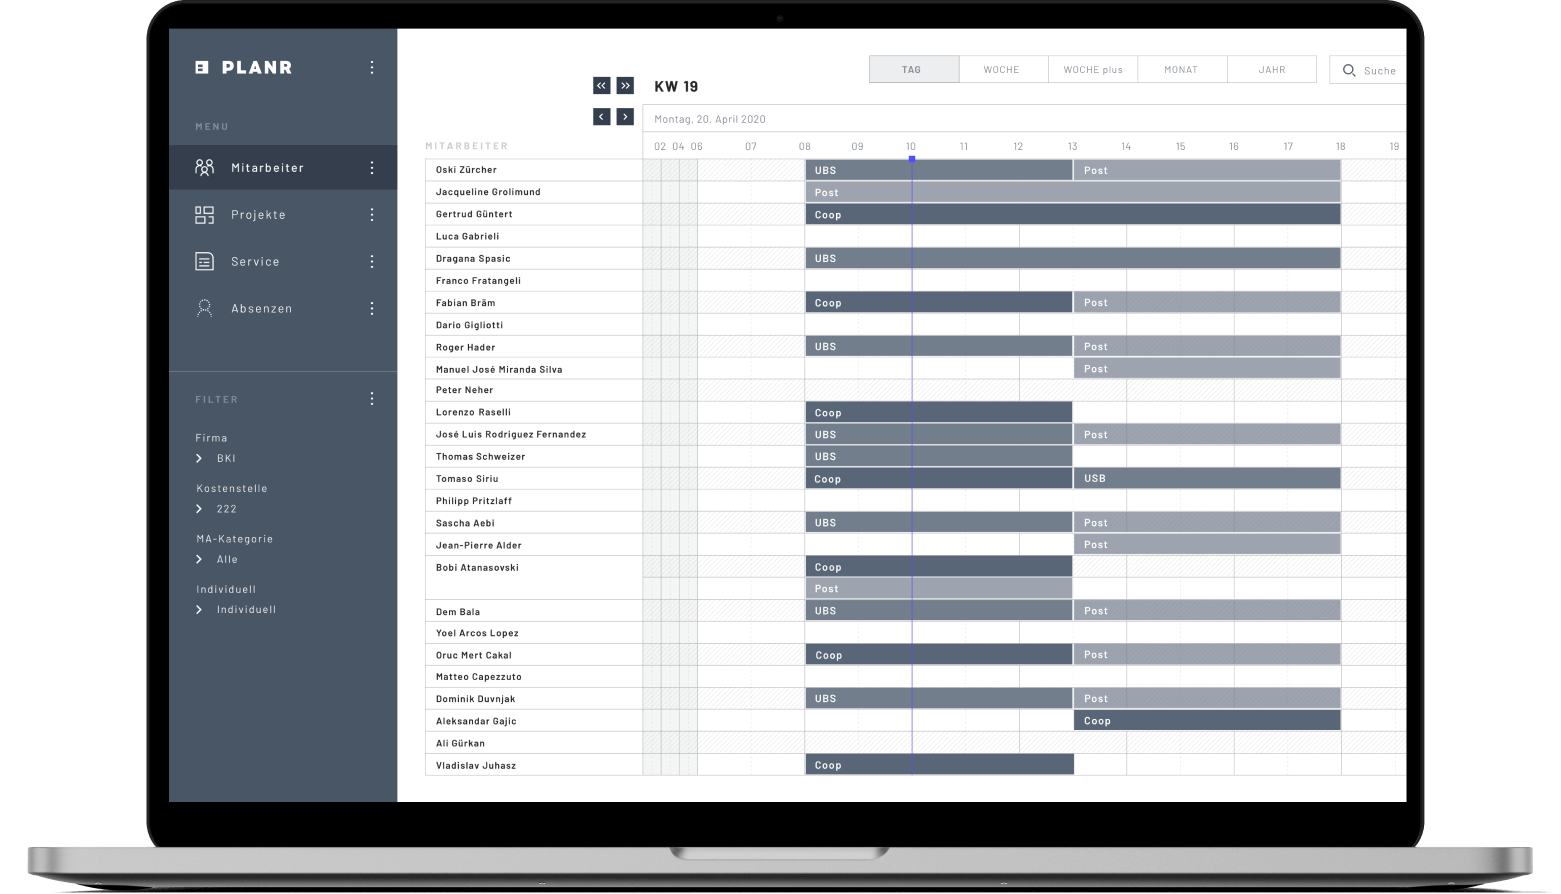 PLANR
MENU
Mitarbeiter
Projekte
Service
Absenzen
FILTER
Firma
BKI
Kostenstelle
222
MA-Kategorie
Alle
Individuell
Individuell
TAG WOCHE WOCHE plus MONAT JAHR Suche
KW 19
Montag, 20. April 2020
MITARBEITER 02 04 06 07 08 09 10 11 12 13 14 15 16 17 18 19
Oski Zürcher UBS Post
Jacqueline Grolimund Post
Gertrud Güntert Coop
Luca Gabrieli
Dragana Spasic UBS
Franco Fratangeli
Fabian Bräm Coop Post
Dario Gigliotti
Roger Hader UBS Post
Manuel José Miranda Silva Post
Peter Neher
Lorenzo Raselli Coop
José Luis Rodriguez Fernandez UBS Post
Thomas Schweizer UBS
Tomaso Siriu Coop USB
Philipp Pritzlaff
Sascha Aebi UBS Post
Jean-Pierre Alder Post
Bobi Atanasovski Coop
Post
Dem Bala UBS Post
Yoel Arcos Lopez
Oruc Mert Cakal Coop Post
Matteo Capezzuto
Dominik Duvnjak UBS Post
Aleksandar Gajic Coop
Ali Gürkan
Vladislav Juhasz Coop